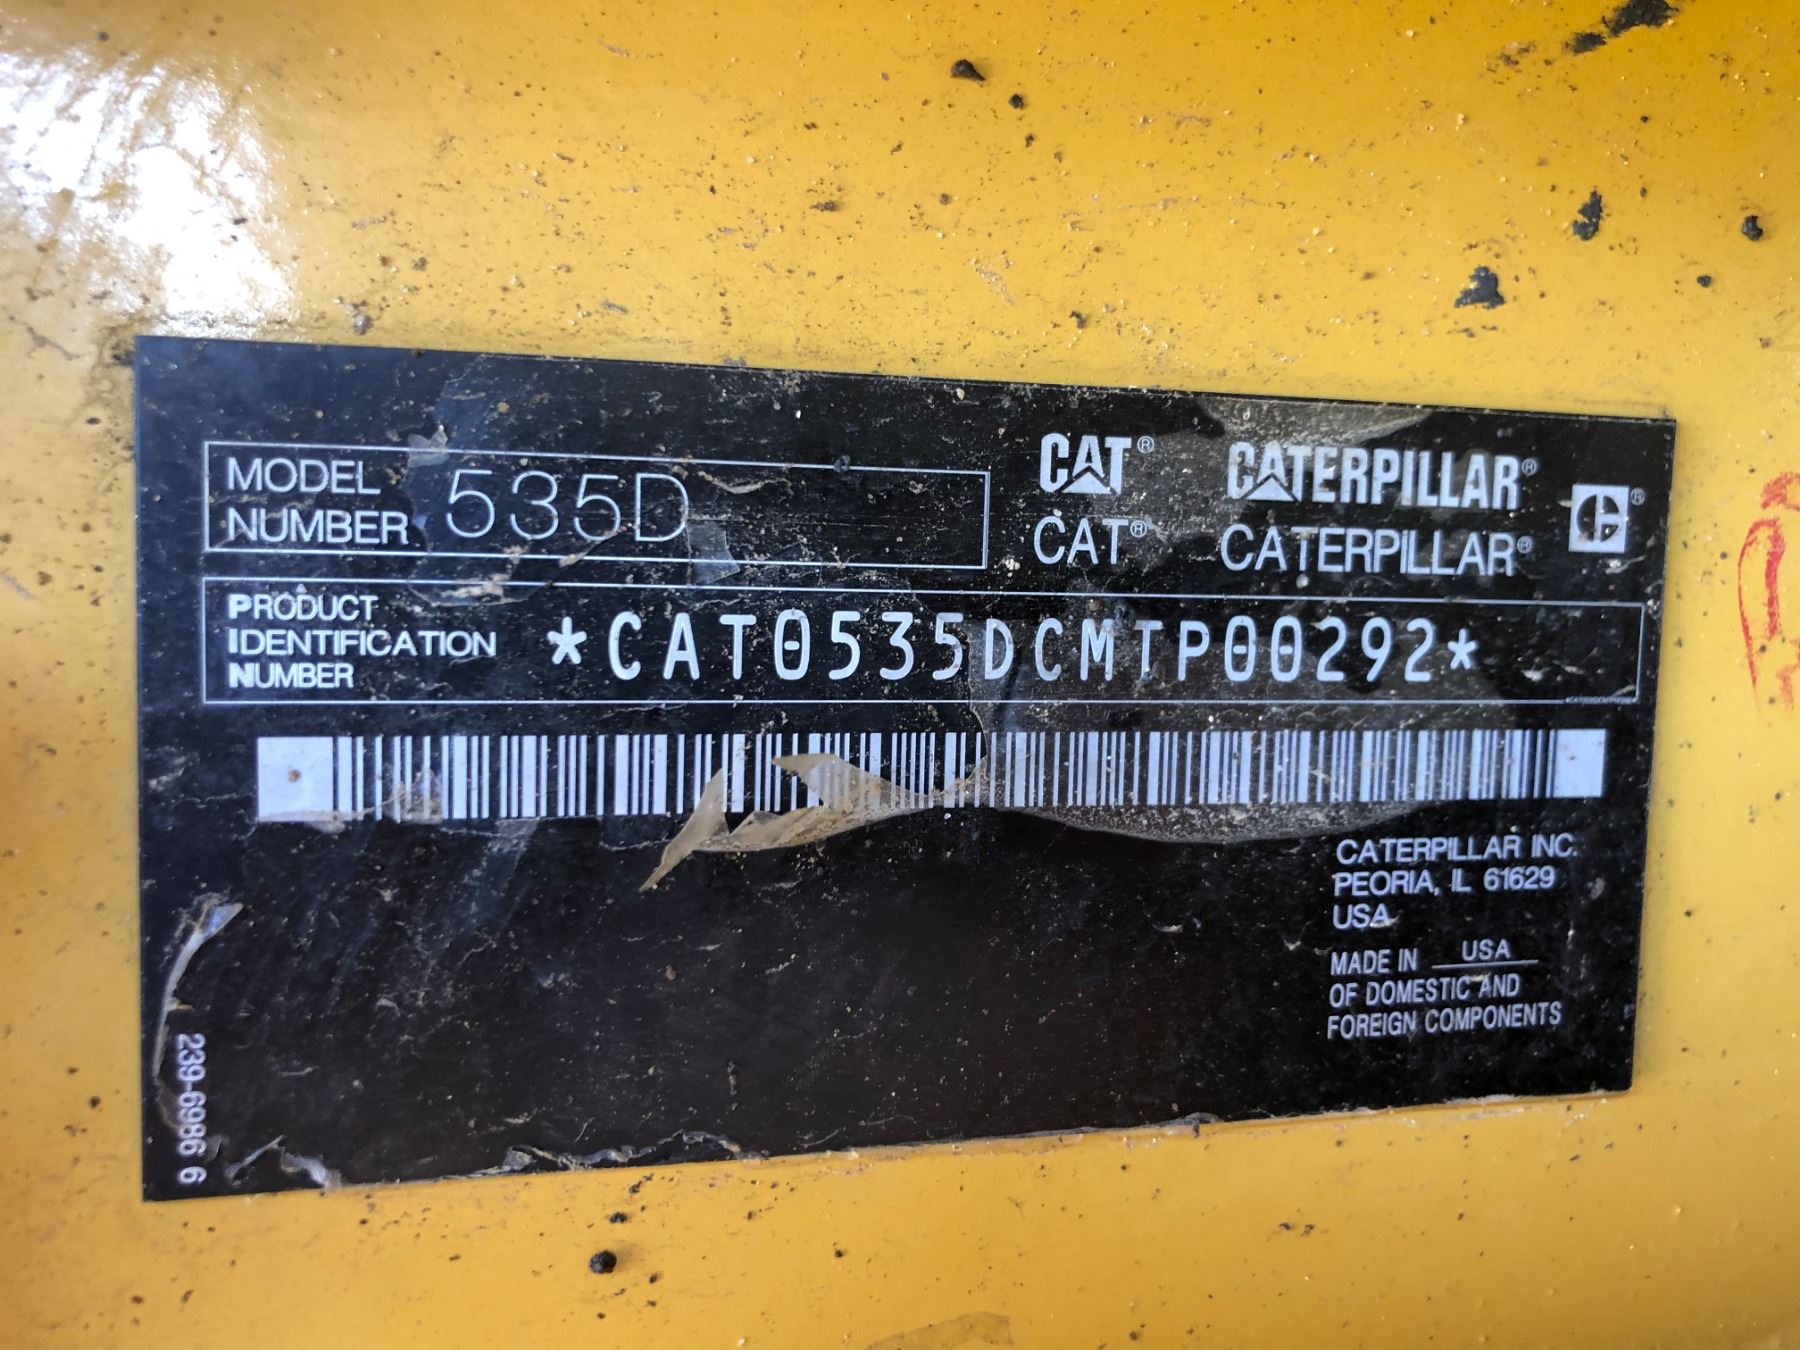 MODEL NUMBER 535D
CAT® CATERPILLAR®
CAT® CATERPILLAR® C®
PRODUCT IDENTIFICATION NUMBER *CAT0535DCMTP00292*
CATERPILLAR INC.
PEORIA, IL 61629
USA
MADE IN USA
OF DOMESTIC AND
FOREIGN COMPONENTS
239-6986 6